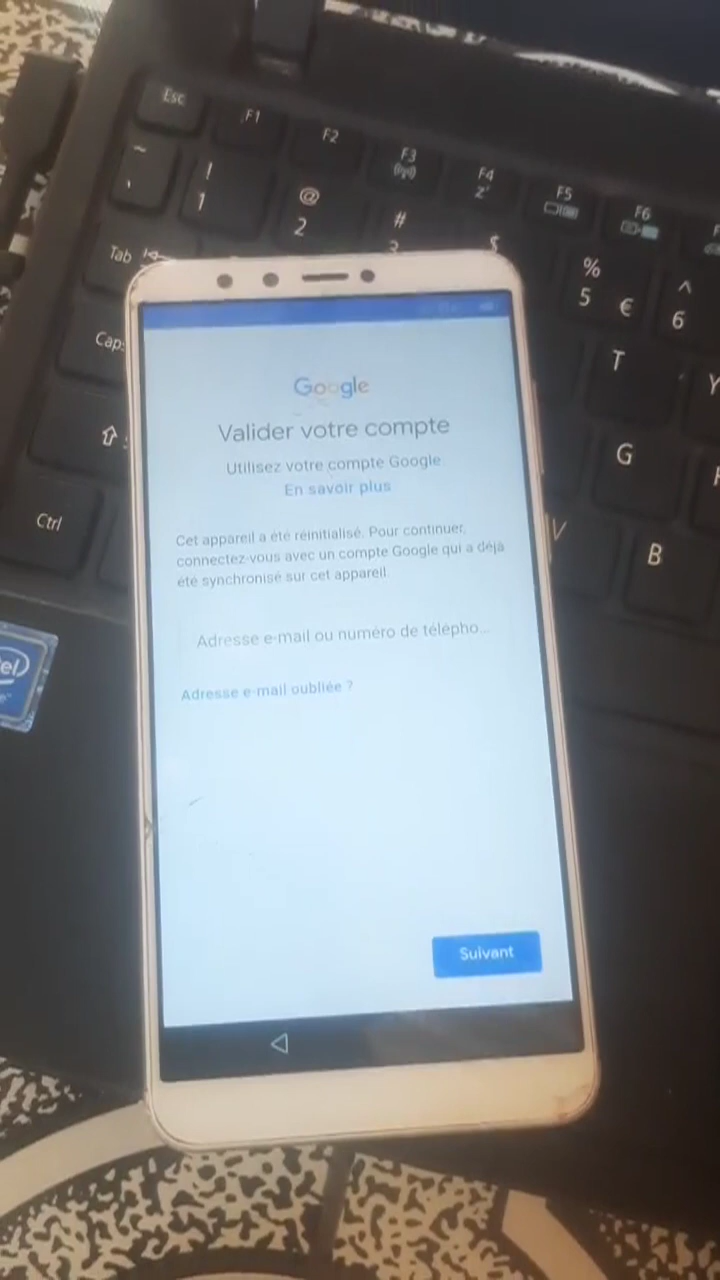 Esc
F1
F2
F3
F4
F5
F6
~
!
1
@
2
#
3
$
z
%
5
€
^
6
Tab
T
Y
Caps
G
Ctrl
V
B
Google
Valider votre compte
Utilisez votre compte Google
En savoir plus
Cet appareil a été réinitialisé. Pour continuer,
connectez-vous avec un compte Google qui a déjà
été synchronisé sur cet appareil.
Adresse e-mail ou numéro de télépho...
Adresse e-mail oubliée ?
Suivant